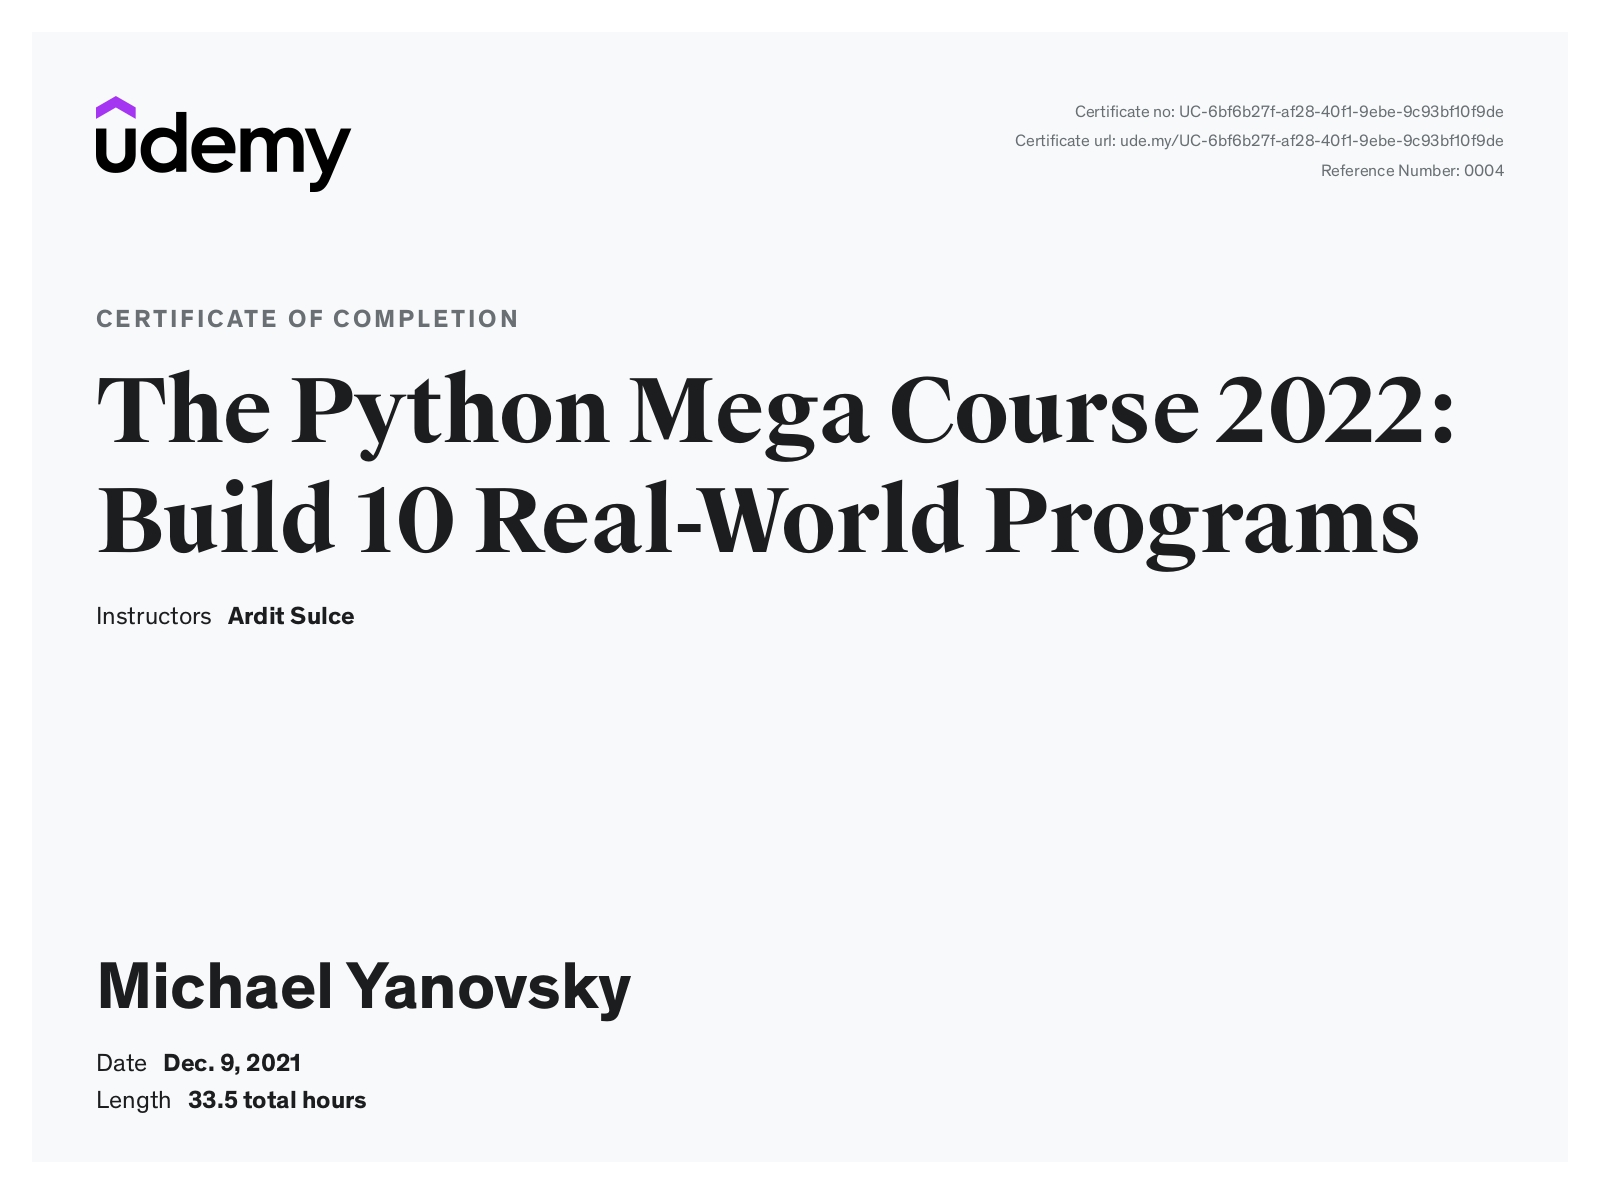 udemy
Certificate no: UC-6bf6b27f-af28-40f1-9ebe-9c93bf10f9de
Certificate url: ude.my/UC-6bf6b27f-af28-40f1-9ebe-9c93bf10f9de
Reference Number: 0004
CERTIFICATE OF COMPLETION
The Python Mega Course 2022:
Build 10 Real-World Programs
Instructors Ardit Sulce
Michael Yanovsky
Date Dec. 9, 2021
Length 33.5 total hours